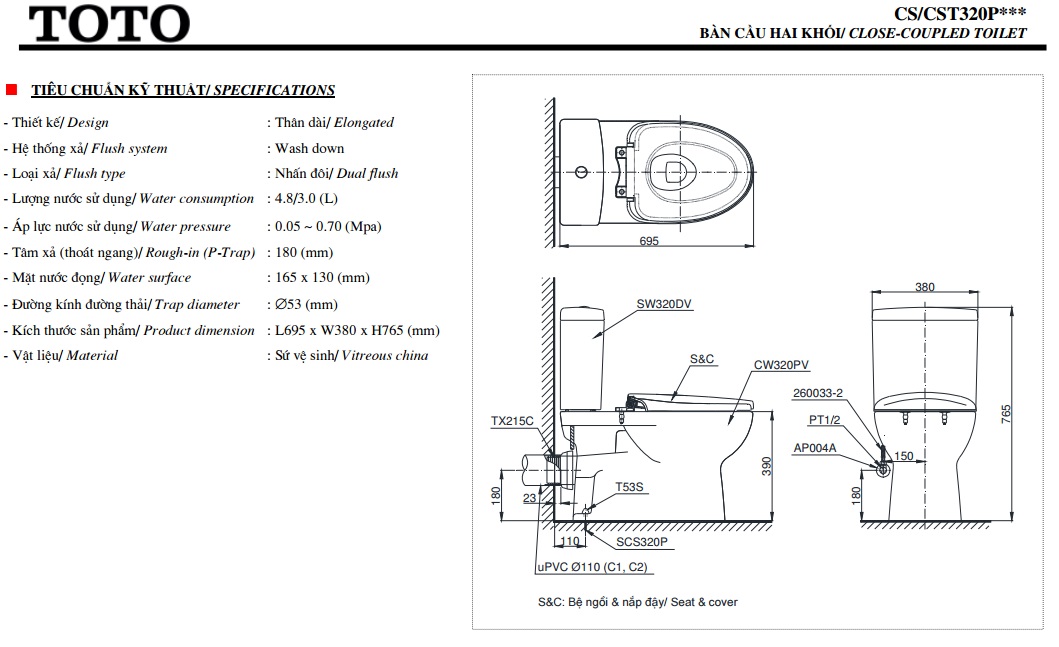 TOTO
CS/CST320P***
BÀN CẦU HAI KHỐI/ CLOSE-COUPLED TOILET
TIÊU CHUẨN KỸ THUẬT/ SPECIFICATIONS
- Thiết kế/ Design : Thân dài/ Elongated
- Hệ thống xả/ Flush system : Wash down
- Loại xả/ Flush type : Nhấn đôi/ Dual flush
- Lượng nước sử dụng/ Water consumption : 4.8/3.0 (L)
- Áp lực nước sử dụng/ Water pressure : 0.05 ~ 0.70 (Mpa)
- Tâm xả (thoát ngang)/ Rough-in (P-Trap) : 180 (mm)
- Mặt nước đọng/ Water surface : 165 x 130 (mm)
- Đường kính đường thải/ Trap diameter : Ø53 (mm)
- Kích thước sản phẩm/ Product dimension : L695 x W380 x H765 (mm)
- Vật liệu/ Material : Sứ vệ sinh/ Vitreous china
695
380
SW320DV
S&C
CW320PV
260033-2
TX215C
PT1/2
765
AP004A
150
390
180
23
T53S
180
110
SCS320P
uPVC Ø110 (C1, C2)
S&C: Bệ ngồi & nắp đậy/ Seat & cover